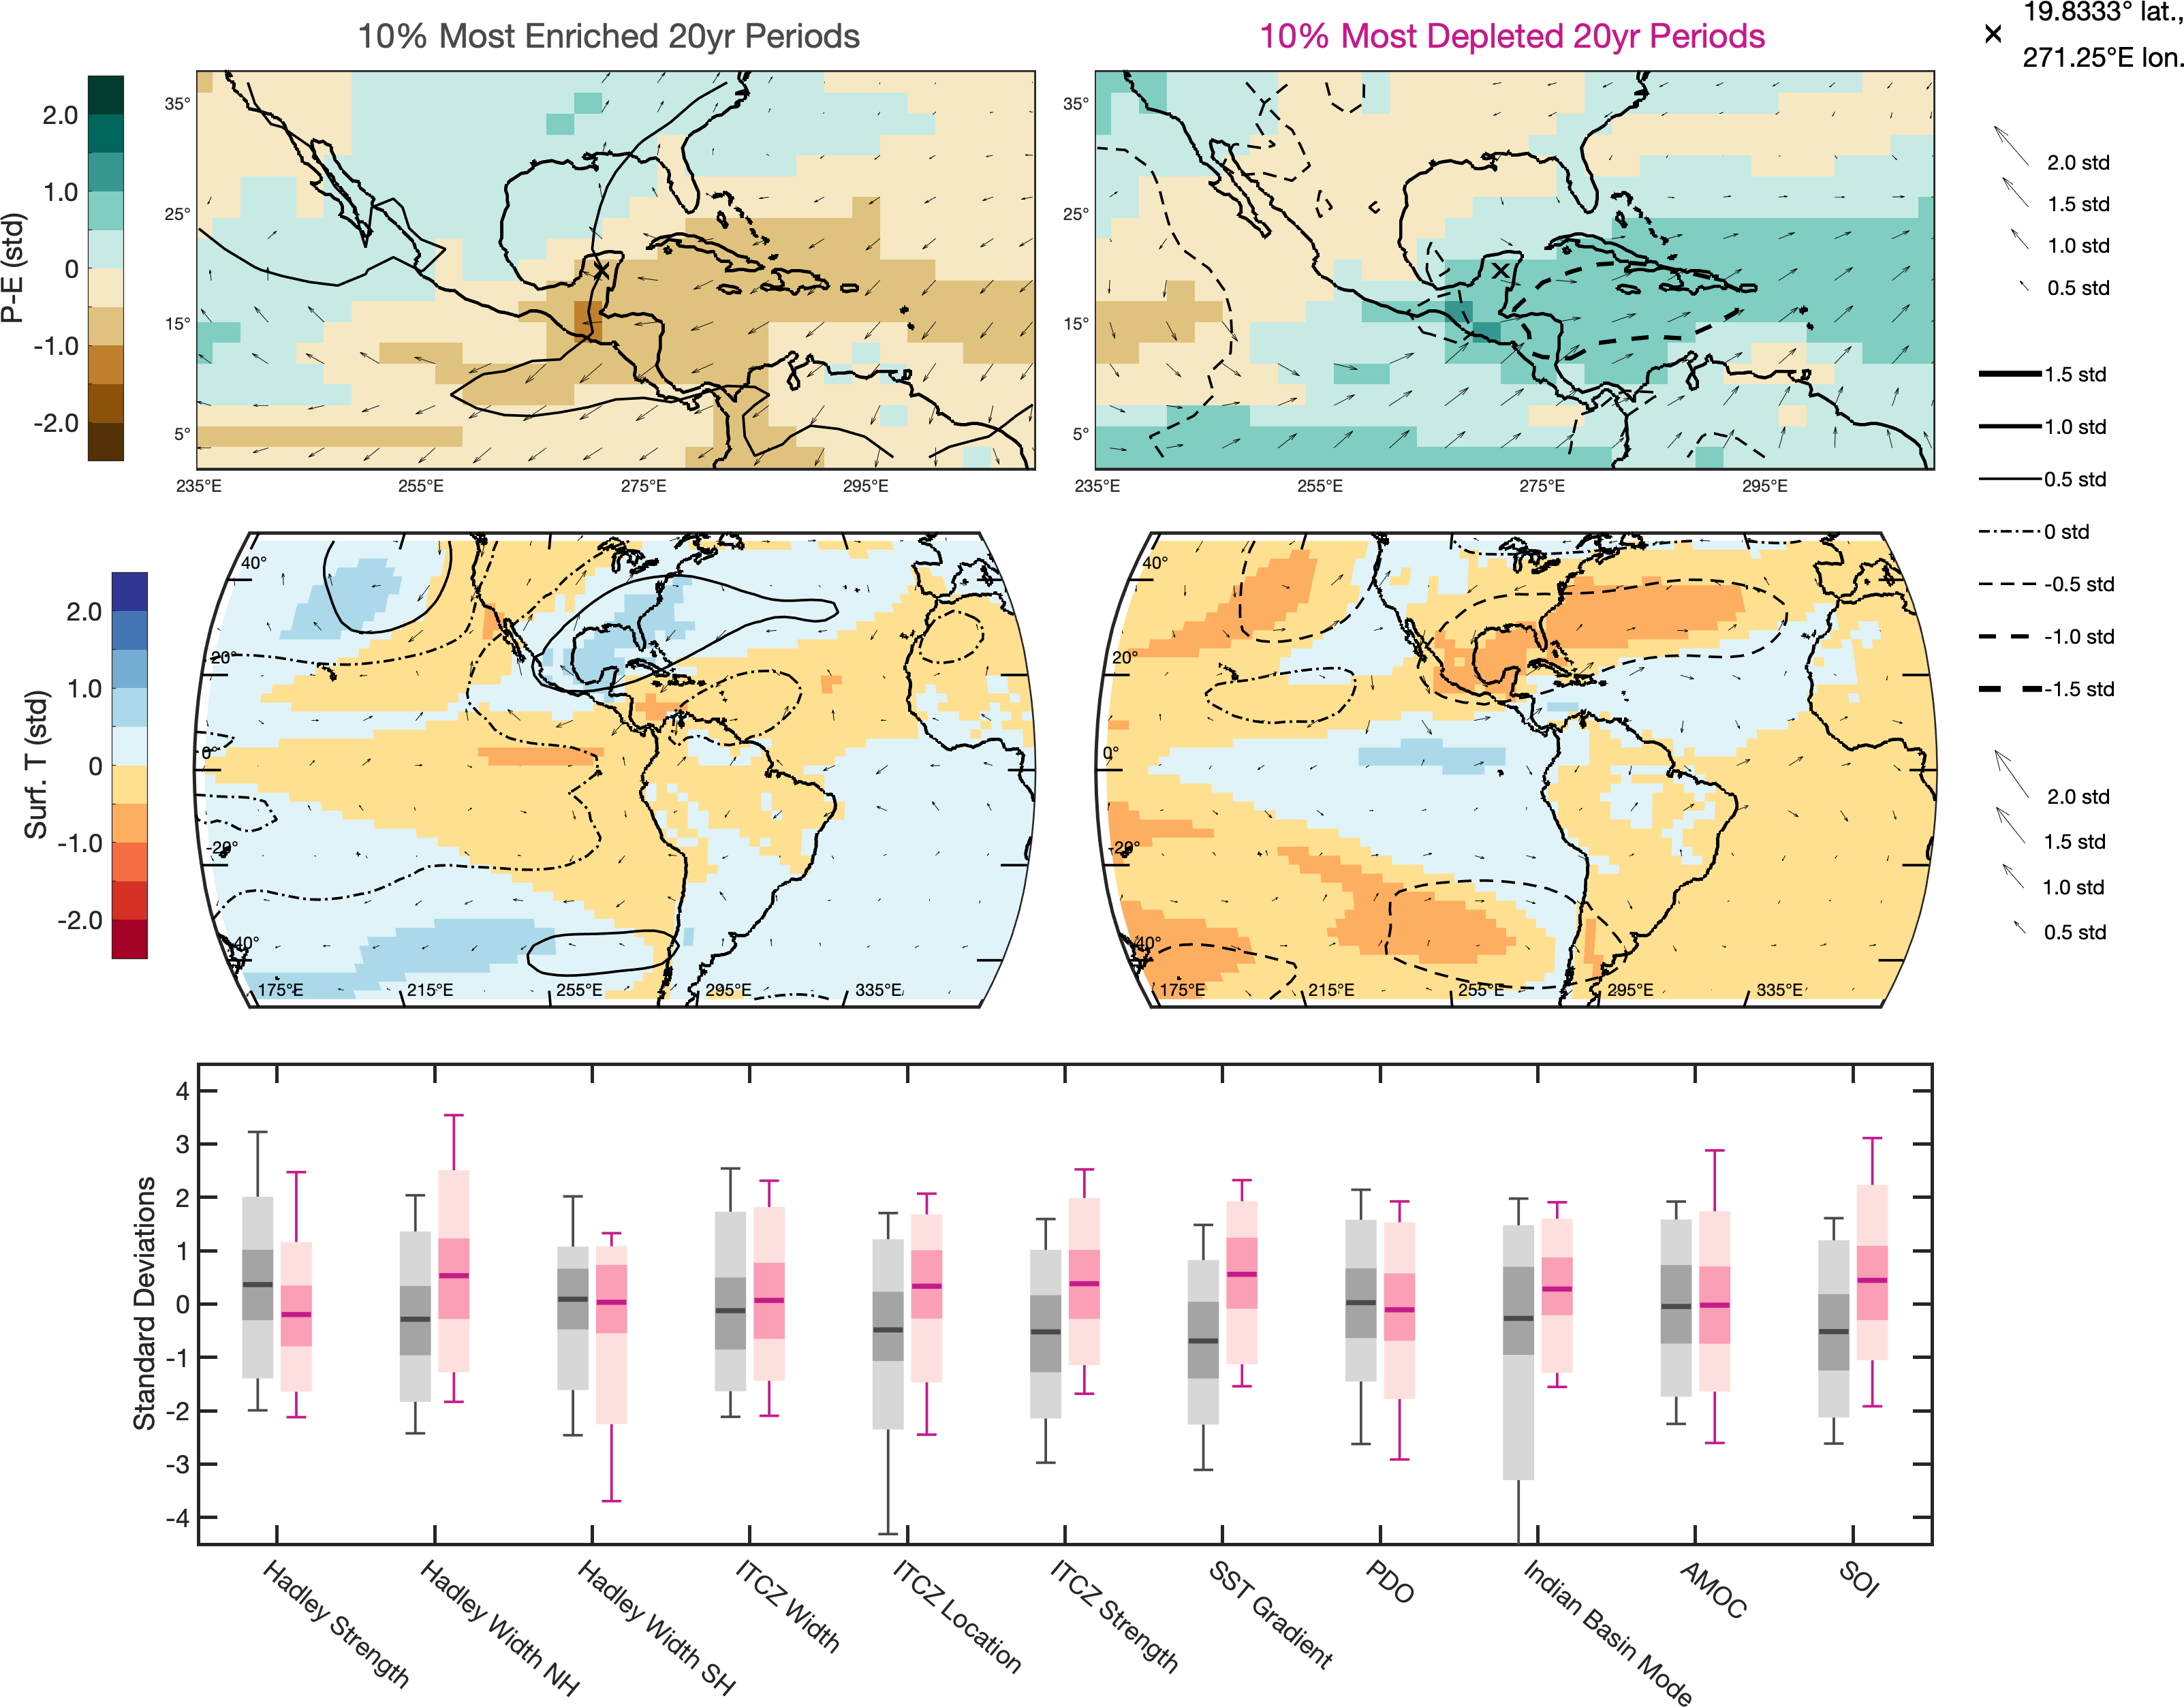 10% Most Enriched 20yr Periods
10% Most Depleted 20yr Periods
19.8333° lat.,
271.25°E lon.
P-E (std)
2.0
1.0
0
-1.0
-2.0
35°
25°
15°
5°
235°E
255°E
275°E
295°E
35°
25°
15°
5°
235°E
255°E
275°E
295°E
2.0 std
1.5 std
1.0 std
0.5 std
1.5 std
1.0 std
0.5 std
0 std
-0.5 std
-1.0 std
-1.5 std
Surf. T (std)
2.0
1.0
0
-1.0
-2.0
40°
20°
0°
-20°
-40°
175°E
215°E
255°E
295°E
335°E
40°
20°
0°
-20°
-40°
175°E
215°E
255°E
295°E
335°E
2.0 std
1.5 std
1.0 std
0.5 std
Standard Deviations
4
3
2
1
0
-1
-2
-3
-4
Hadley Strength
Hadley Width NH
Hadley Width SH
ITCZ Width
ITCZ Location
ITCZ Strength
SST Gradient
PDO
Indian Basin Mode
AMOC
SOI